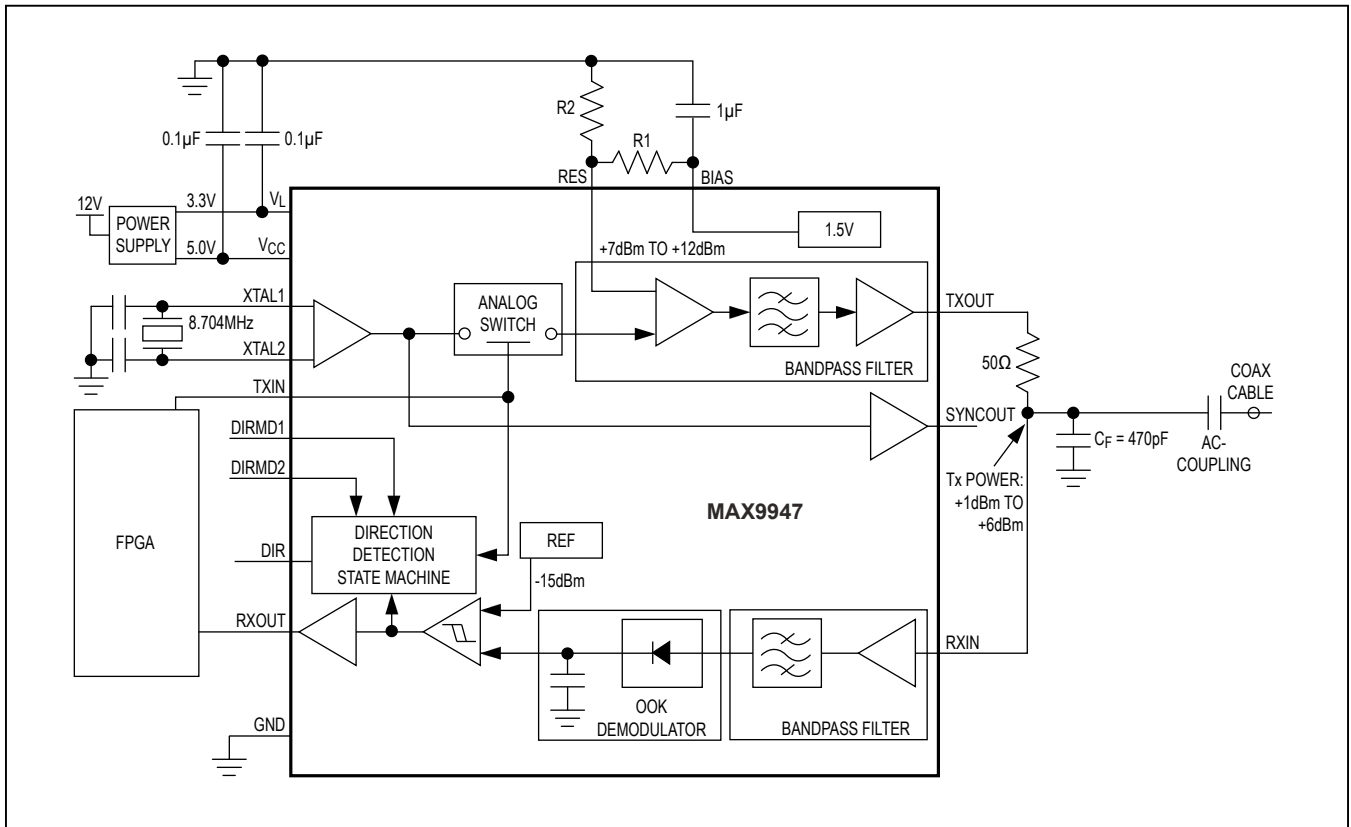 R2
1µF
0.1µF
0.1µF
R1
RES
BIAS
12V
POWER
SUPPLY
3.3V
VL
5.0V
VCC
1.5V
+7dBm TO +12dBm
XTAL1
8.704MHz
XTAL2
ANALOG
SWITCH
BANDPASS FILTER
TXOUT
50Ω
COAX
CABLE
TXIN
SYNCOUT
CF = 470pF
AC-
COUPLING
Tx POWER:
+1dBm TO
+6dBm
DIRMD1
DIRMD2
MAX9947
FPGA
DIR
DIRECTION
DETECTION
STATE MACHINE
REF
-15dBm
RXOUT
RXIN
OOK
DEMODULATOR
BANDPASS FILTER
GND